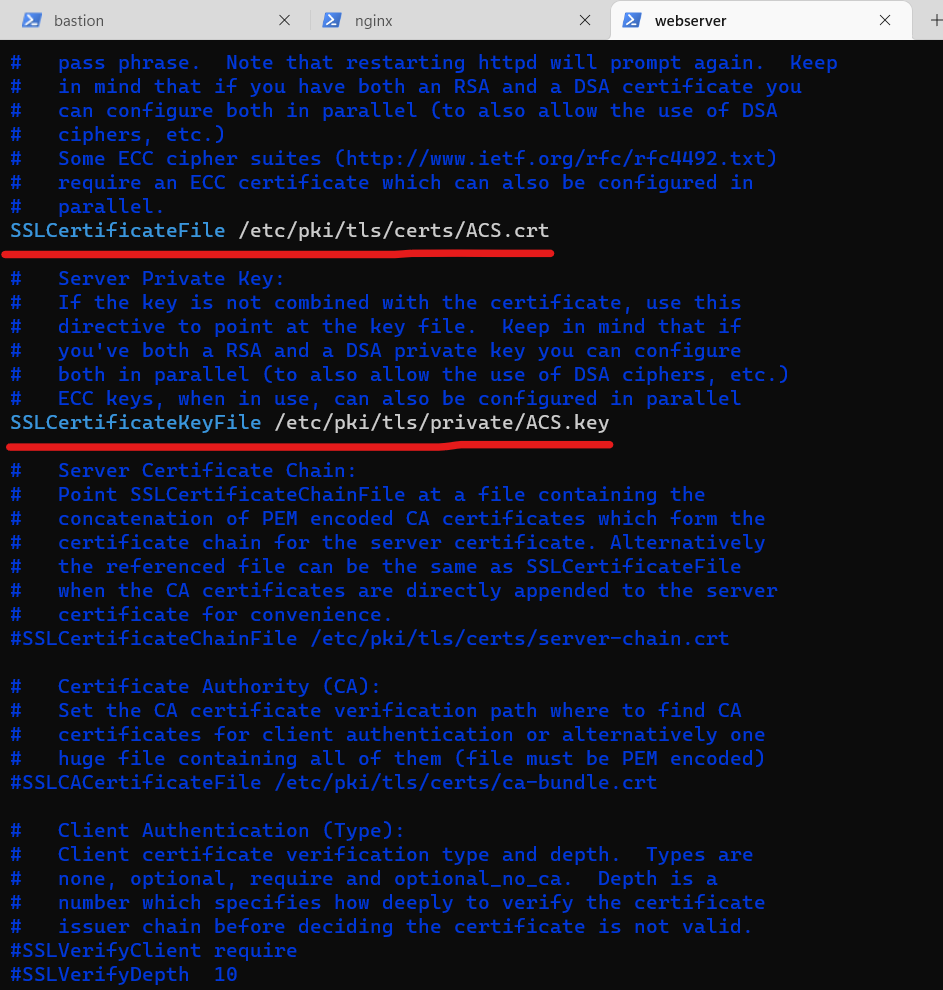 bastion
nginx
webserver
#   pass phrase.  Note that restarting httpd will prompt again.  Keep
#   in mind that if you have both an RSA and a DSA certificate you
#   can configure both in parallel (to also allow the use of DSA
#   ciphers, etc.)
#   Some ECC cipher suites (http://www.ietf.org/rfc/rfc4492.txt)
#   require an ECC certificate which can also be configured in
#   parallel.
SSLCertificateFile /etc/pki/tls/certs/ACS.crt
#   Server Private Key:
#   If the key is not combined with the certificate, use this
#   directive to point at the key file.  Keep in mind that if
#   you've both a RSA and a DSA private key you can configure
#   both in parallel (to also allow the use of DSA ciphers, etc.)
#   ECC keys, when in use, can also be configured in parallel
SSLCertificateKeyFile /etc/pki/tls/private/ACS.key
#   Server Certificate Chain:
#   Point SSLCertificateChainFile at a file containing the
#   concatenation of PEM encoded CA certificates which form the
#   certificate chain for the server certificate. Alternatively
#   the referenced file can be the same as SSLCertificateFile
#   when the CA certificates are directly appended to the server
#   certificate for convenience.
#SSLCertificateChainFile /etc/pki/tls/certs/server-chain.crt
#   Certificate Authority (CA):
#   Set the CA certificate verification path where to find CA
#   certificates for client authentication or alternatively one
#   huge file containing all of them (file must be PEM encoded)
#SSLCACertificateFile /etc/pki/tls/certs/ca-bundle.crt
#   Client Authentication (Type):
#   Client certificate verification type and depth.  Types are
#   none, optional, require and optional_no_ca.  Depth is a
#   number which specifies how deeply to verify the certificate
#   issuer chain before deciding the certificate is not valid.
#SSLVerifyClient require
#SSLVerifyDepth  10